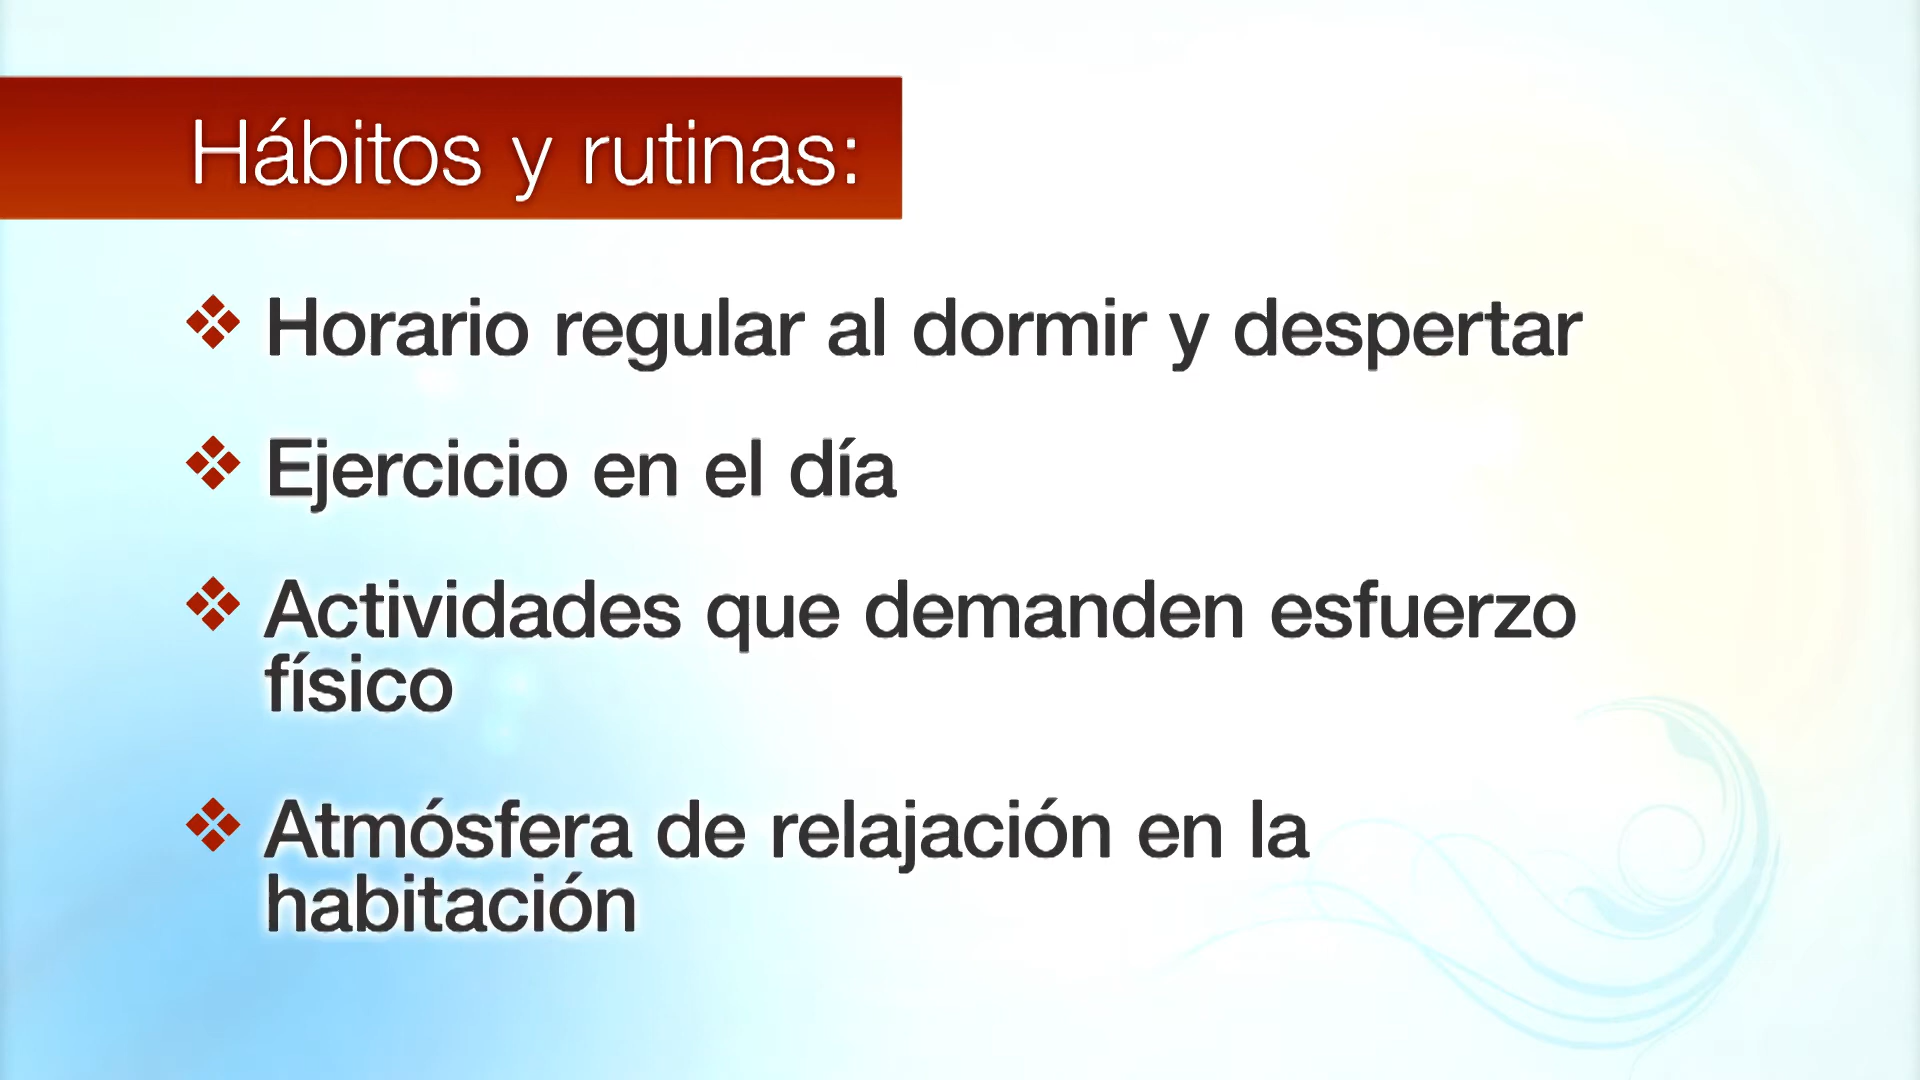 Hábitos y rutinas:
❖ Horario regular al dormir y despertar
❖ Ejercicio en el día
❖ Actividades que demanden esfuerzo
físico
❖ Atmósfera de relajación en la
habitación